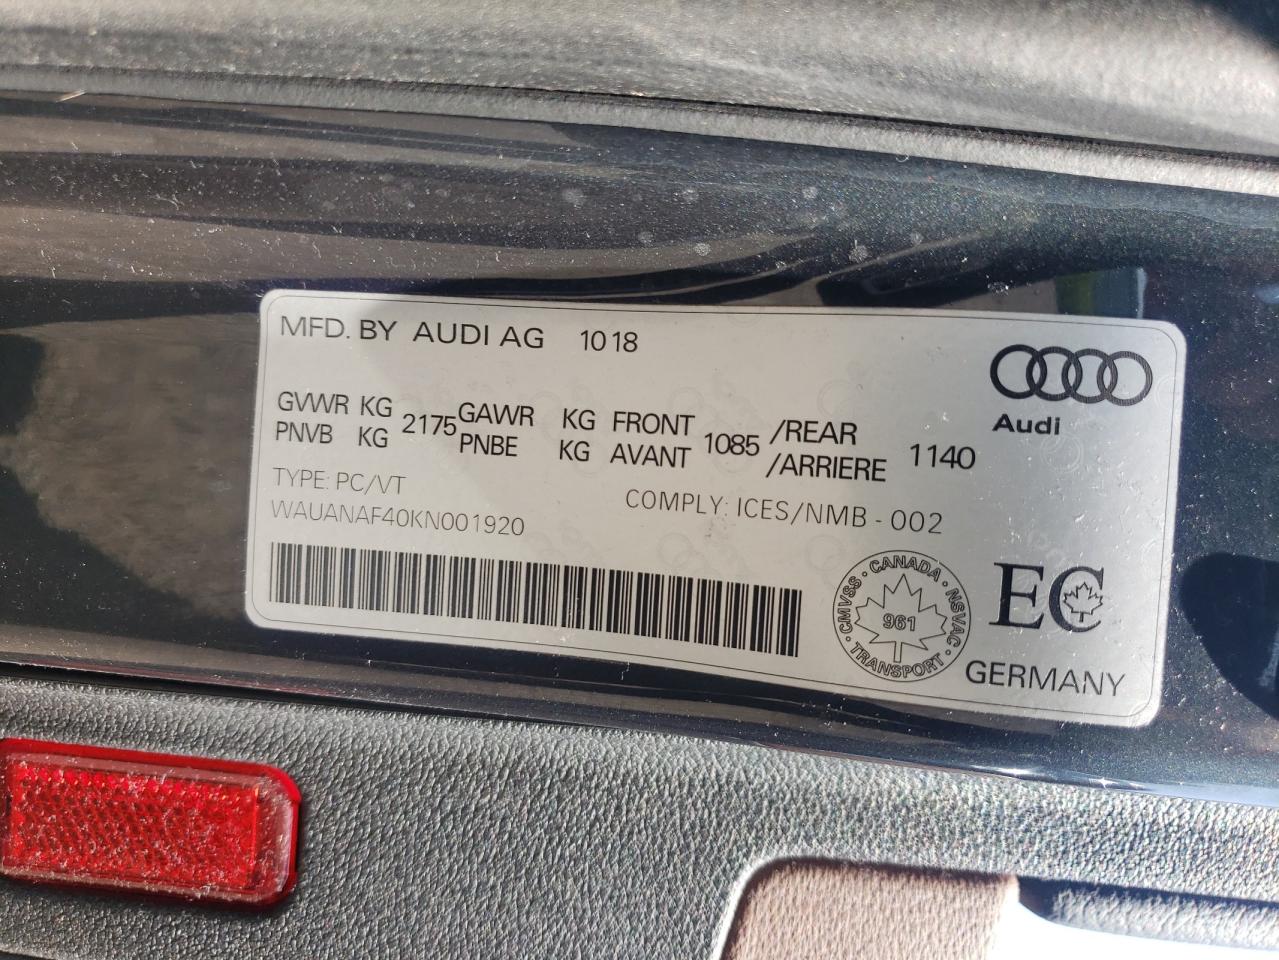 MFD. BY AUDI AG 1018
GVWR KG 2175 GAWR KG FRONT 1085 /REAR 1140
PNVB KG PNBE KG AVANT /ARRIERE
Audi
TYPE: PC/VT
COMPLY: ICES/NMB - 002
WAUANAF40KN001920
CMVSS · CANADA · NSVAC · TRANSPORT ·
961
EC
GERMANY